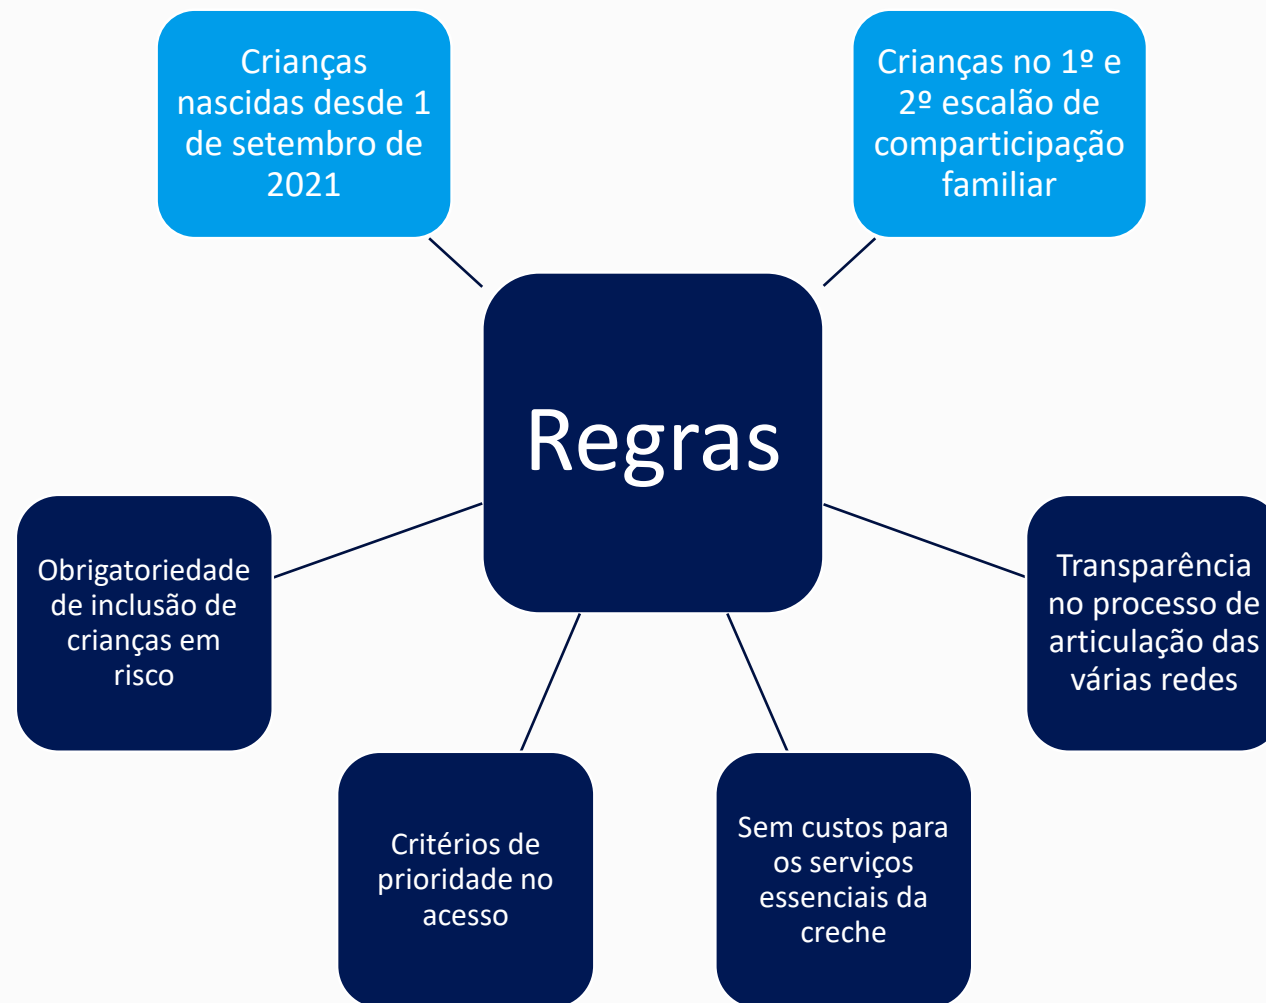 Crianças
nascidas desde 1
de setembro de
2021
Crianças no 1º e
2º escalão de
comparticipação
familiar
Regras
Obrigatoriedade
de inclusão de
crianças em
risco
Transparência
no processo de
articulação das
várias redes
Critérios de
prioridade no
acesso
Sem custos para
os serviços
essenciais da
creche